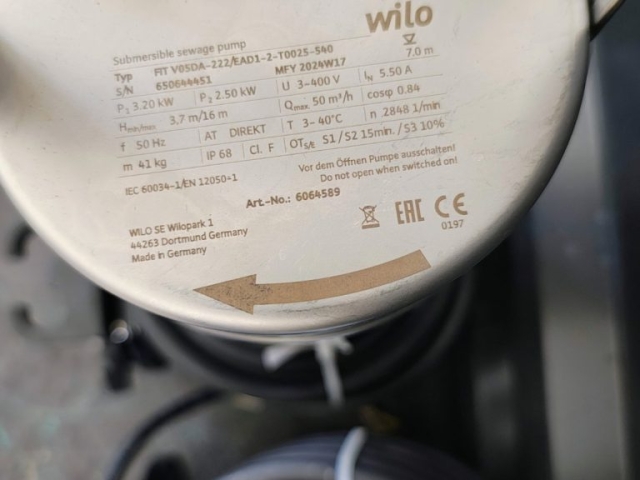 wilo
Submersible sewage pump
Typ FIT V05DA-222/EAD1-2-T0025-540 7.0 m
S/N 650644451 MFY 2024W17
P₁ 3.20 kW P₂ 2.50 kW U 3~400 V Iₙ 5.50 A
Hmin/max 3.7 m/16 m Qmax 50 m³/h cosφ 0.84
f 50 Hz AT DIREKT T 3-40°C n 2848 1/min
m 41 kg IP 68 Cl. F OTS/E S1/S2 15min./S3 10%
IEC 60034-1/EN 12050-1
Vor dem Öffnen Pumpe ausschalten!
Do not open when switched on!
Art.-No.: 6064589
WILO SE Wilopark 1
44263 Dortmund Germany
Made in Germany
EAC CE
0197